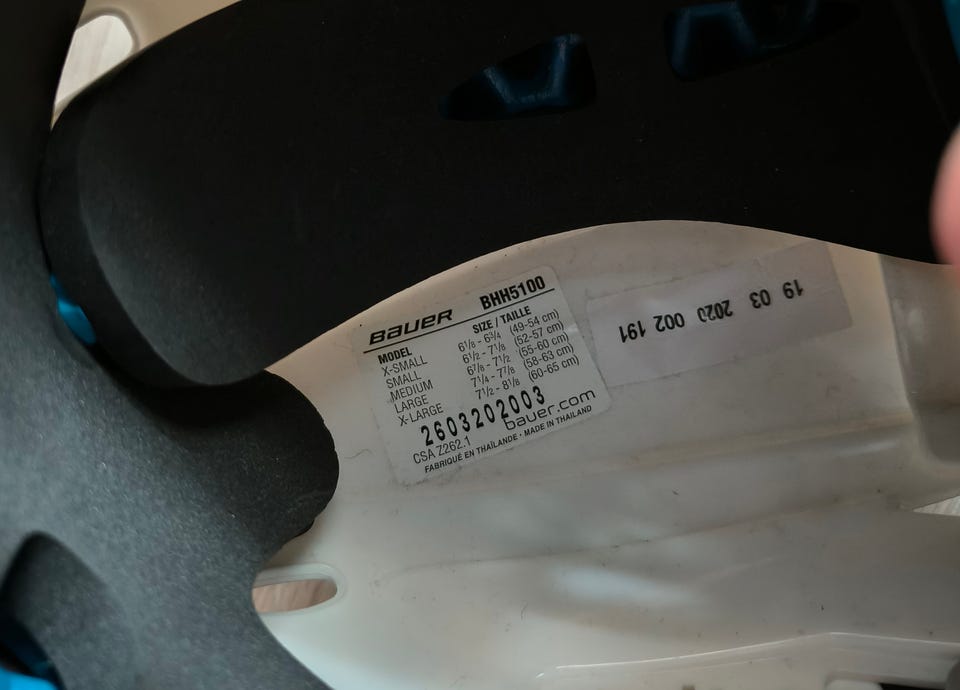 BAUER BHH5100
MODEL SIZE / TAILLE
X-SMALL 6 1/8 - 6 3/4 (49-54 cm)
SMALL 6 1/2 - 7 1/8 (52-57 cm)
MEDIUM 6 7/8 - 7 1/2 (55-60 cm)
LARGE 7 1/4 - 7 7/8 (58-63 cm)
X-LARGE 7 1/2 - 8 1/8 (60-65 cm)
2603202003
CSA Z262.1 bauer.com
FABRIQUÉ EN THAÏLANDE · MADE IN THAILAND
19 03 2020 002 191